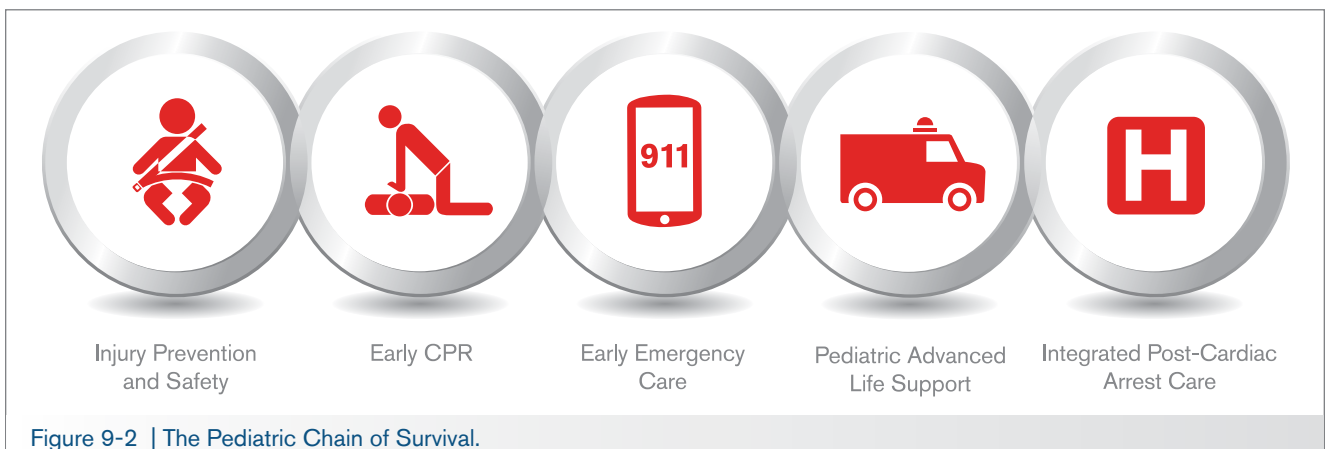 911
H
Injury Prevention
and Safety
Early CPR
Early Emergency
Care
Pediatric Advanced
Life Support
Integrated Post-Cardiac
Arrest Care
Figure 9-2 | The Pediatric Chain of Survival.